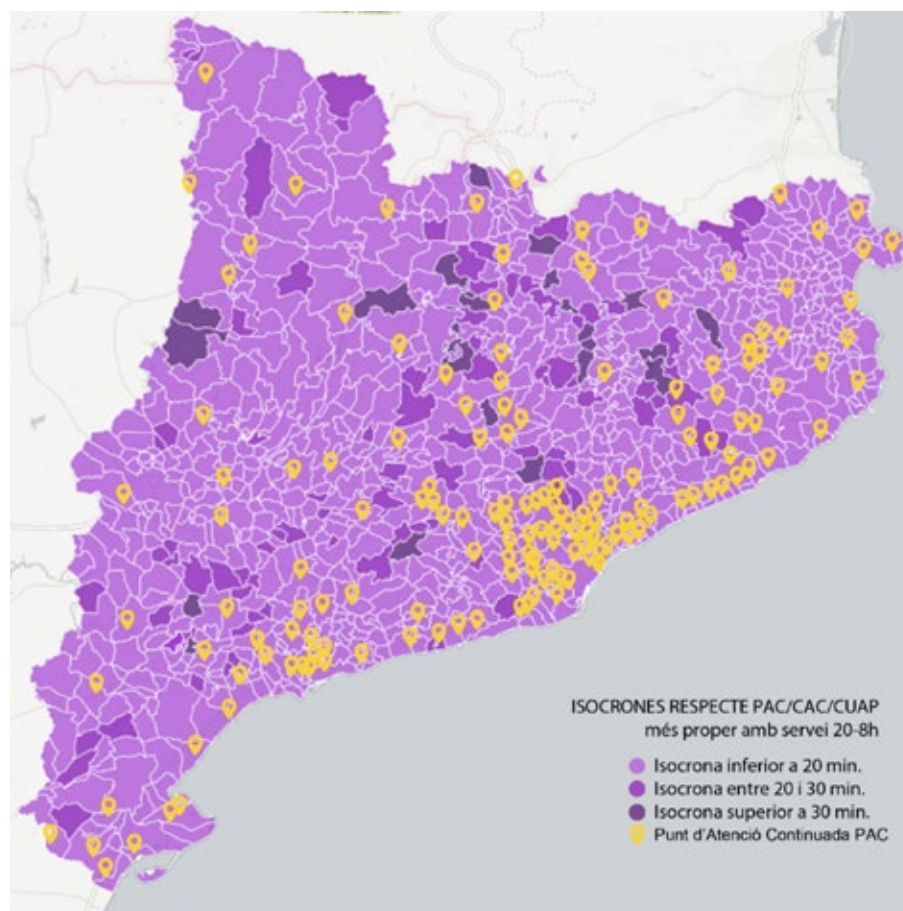 ISOCRONES RESPECTE PAC/CAC/CUAP
més proper amb servei 20-8h
Isocrona inferior a 20 min.
Isocrona entre 20 i 30 min.
Isocrona superior a 30 min.
Punt d'Atenció Continuada PAC